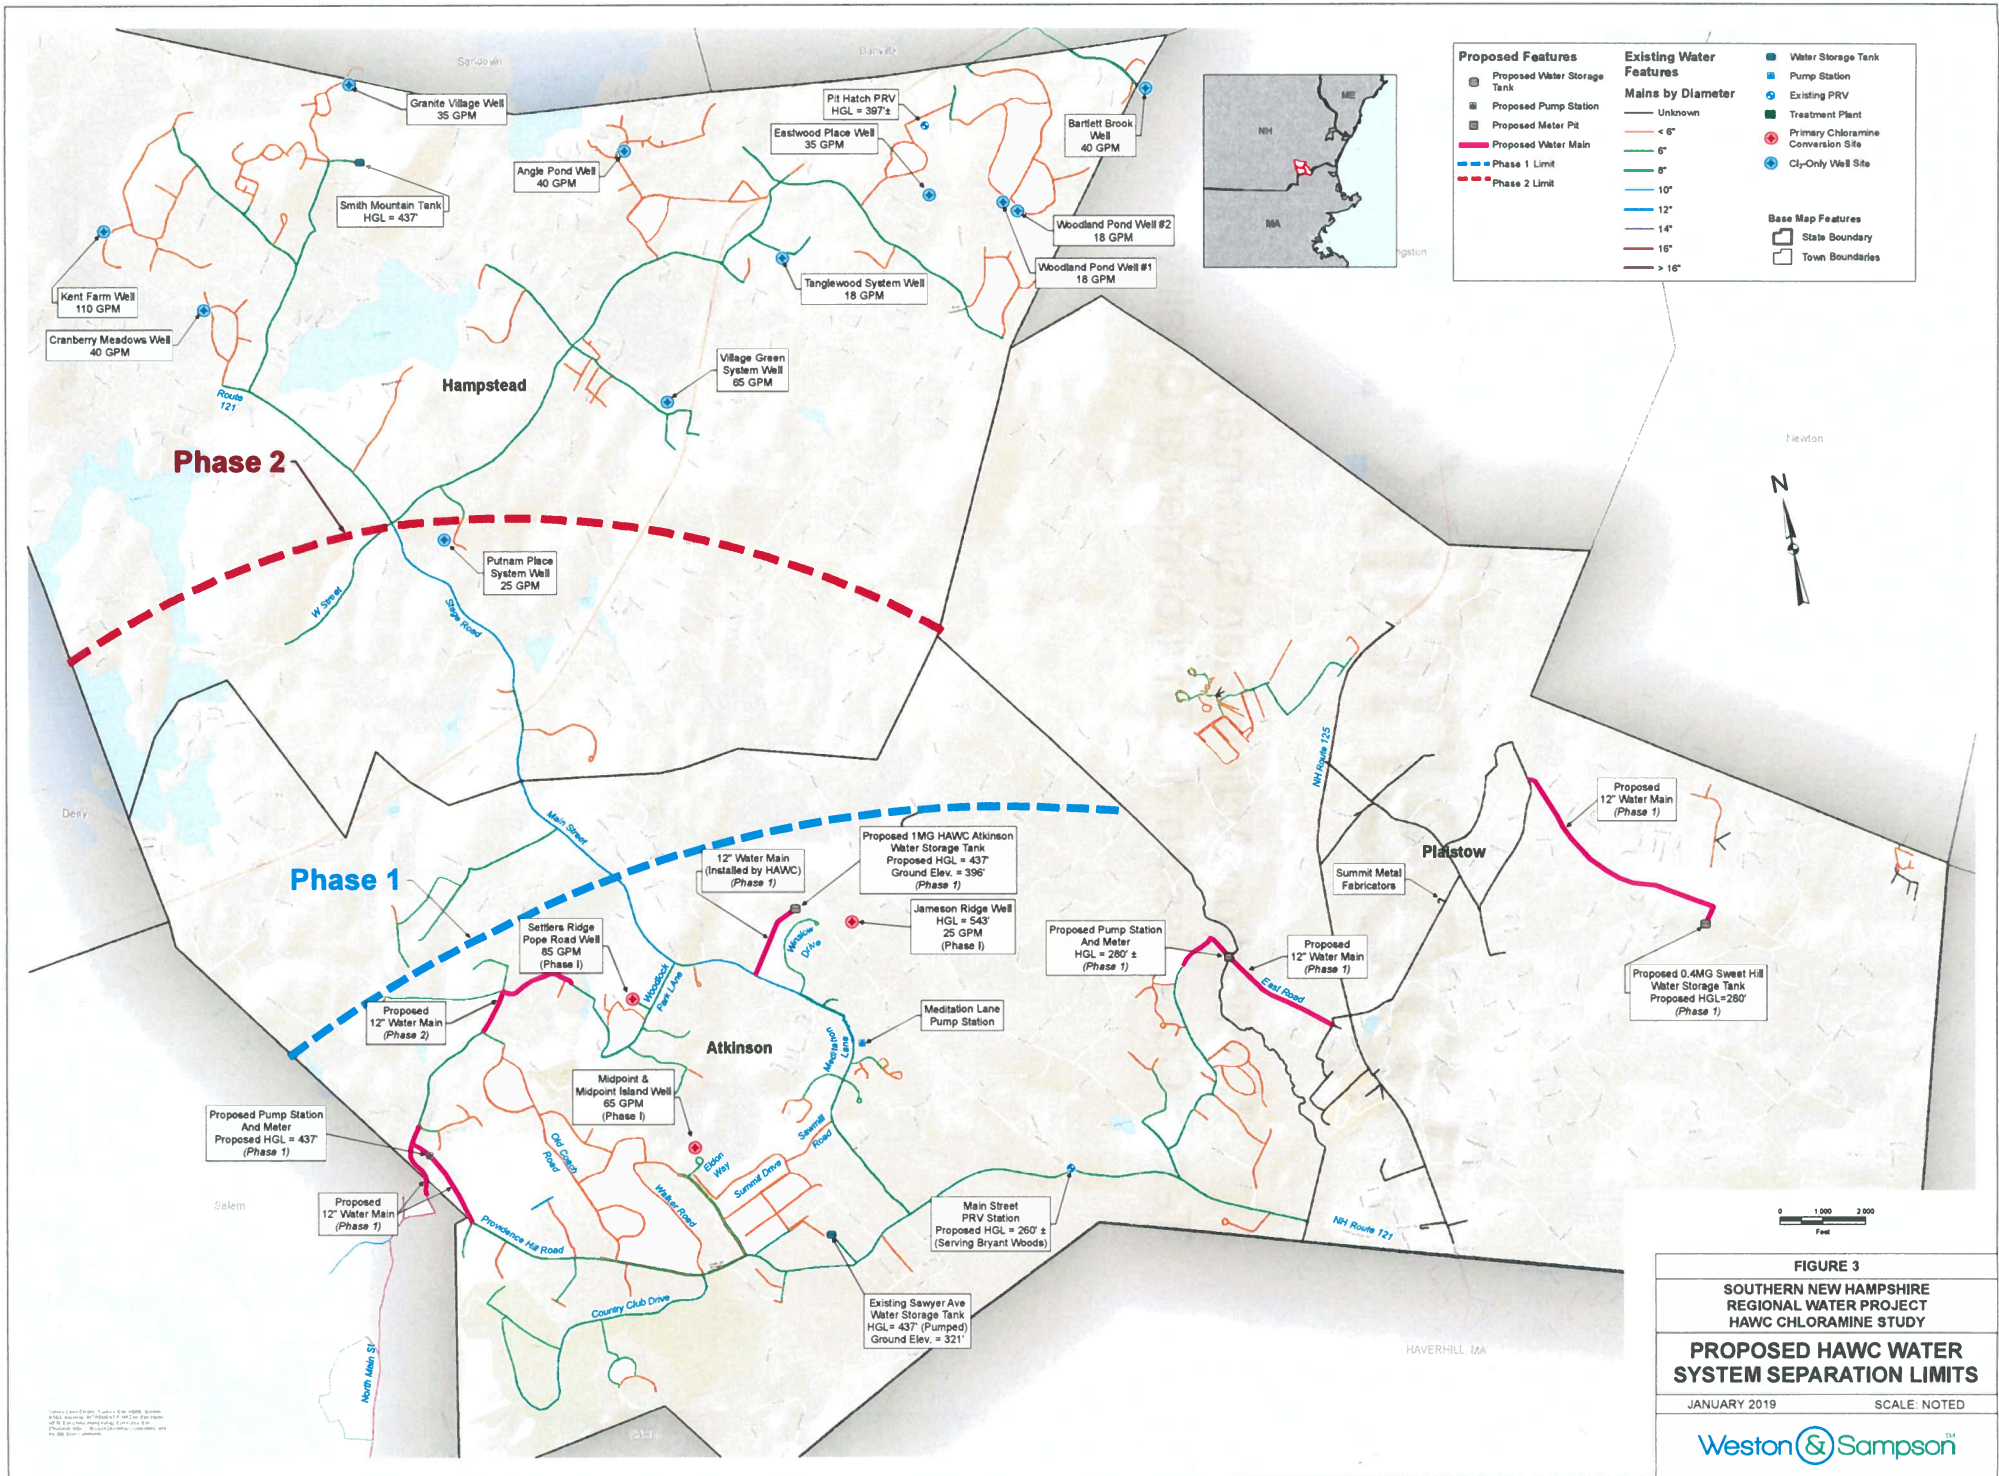 Sandown
Danville
Granite Village Well
35 GPM
Pit Hatch PRV
HGL = 397'±
Eastwood Place Well
35 GPM
Bartlett Brook
Well
40 GPM
Angle Pond Well
40 GPM
Smith Mountain Tank
HGL = 437'
Woodland Pond Well #2
18 GPM
Woodland Pond Well #1
18 GPM
Tanglewood System Well
18 GPM
Kent Farm Well
110 GPM
Cranberry Meadows Well
40 GPM
Village Green
System Well
65 GPM
Hampstead
Route
121
Phase 2
Putnam Place
System Well
25 GPM
W Street
Stage Road
NH
ME
MA
Proposed Features
Proposed Water Storage
Tank
Proposed Pump Station
Proposed Meter Pit
Proposed Water Main
Phase 1 Limit
Phase 2 Limit
Existing Water
Features
Mains by Diameter
Unknown
< 6"
6"
8"
10"
12"
14"
16"
> 16"
Water Storage Tank
Pump Station
Existing PRV
Treatment Plant
Primary Chloramine
Conversion Site
Cl2-Only Well Site
Base Map Features
State Boundary
Town Boundaries
Newton
N
Derry
Main Street
Phase 1
12" Water Main
(Installed by HAWC)
(Phase 1)
Proposed 1MG HAWC Atkinson
Water Storage Tank
Proposed HGL = 437'
Ground Elev. = 396'
(Phase 1)
Jameson Ridge Well
HGL = 543'
25 GPM
(Phase I)
Settlers Ridge
Pope Road Well
85 GPM
(Phase I)
Winslow
Drive
Woodlock
Park LAne
Proposed
12" Water Main
(Phase 2)
Atkinson
Meditation Lane
Pump Station
Meditation
Lane
Midpoint &
Midpoint Island Well
65 GPM
(Phase I)
Proposed Pump Station
And Meter
Proposed HGL = 437'
(Phase 1)
Proposed
12" Water Main
(Phase 1)
Salem
Old Coach
Road
Sawmill
Road
Eldon
Way
Summit Drive
Walker Road
Providence Hill Road
Country Club Drive
Existing Sawyer Ave
Water Storage Tank
HGL= 437' (Pumped)
Ground Elev. = 321'
Main Street
PRV Station
Proposed HGL = 260' ±
(Serving Bryant Woods)
North Main St
NH Route 125
Proposed
12" Water Main
(Phase 1)
Plaistow
Summit Metal
Fabricators
Proposed Pump Station
And Meter
HGL = 280' ±
(Phase 1)
Proposed
12" Water Main
(Phase 1)
East Road
Proposed 0.4MG Sweet Hill
Water Storage Tank
Proposed HGL=280'
(Phase 1)
NH Route 121
HAVERHILL, MA
0 1 000 2 000
Feet
FIGURE 3
SOUTHERN NEW HAMPSHIRE
REGIONAL WATER PROJECT
HAWC CHLORAMINE STUDY
PROPOSED HAWC WATER
SYSTEM SEPARATION LIMITS
JANUARY 2019 SCALE: NOTED
Weston & Sampson